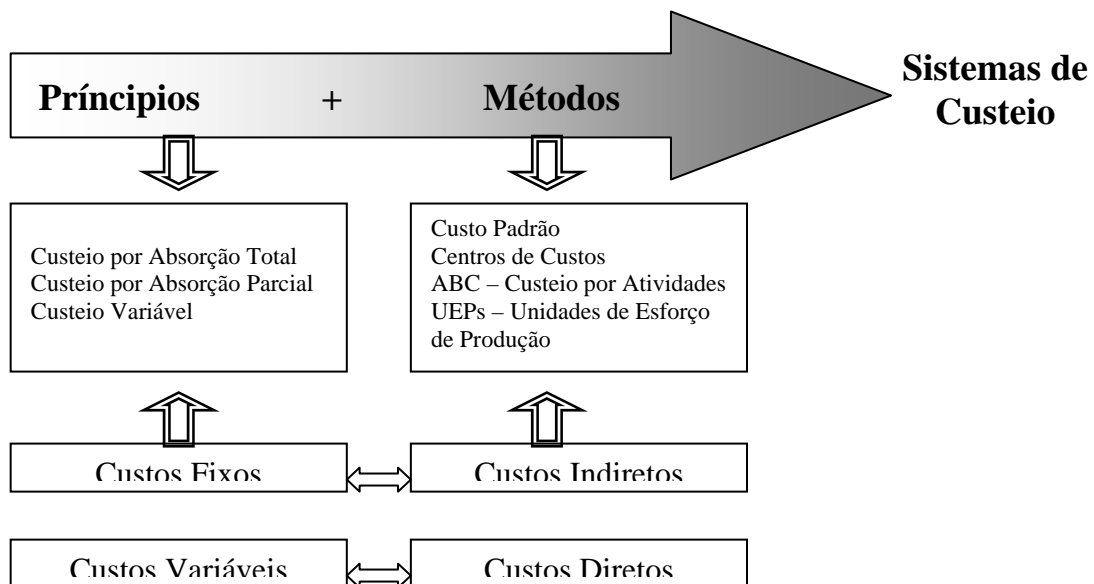 Príncipios + Métodos
Sistemas de
Custeio
Custeio por Absorção Total
Custeio por Absorção Parcial
Custeio Variável
Custo Padrão
Centros de Custos
ABC – Custeio por Atividades
UEPs – Unidades de Esforço
de Produção
Custos Fixos
Custos Indiretos
Custos Variáveis
Custos Diretos